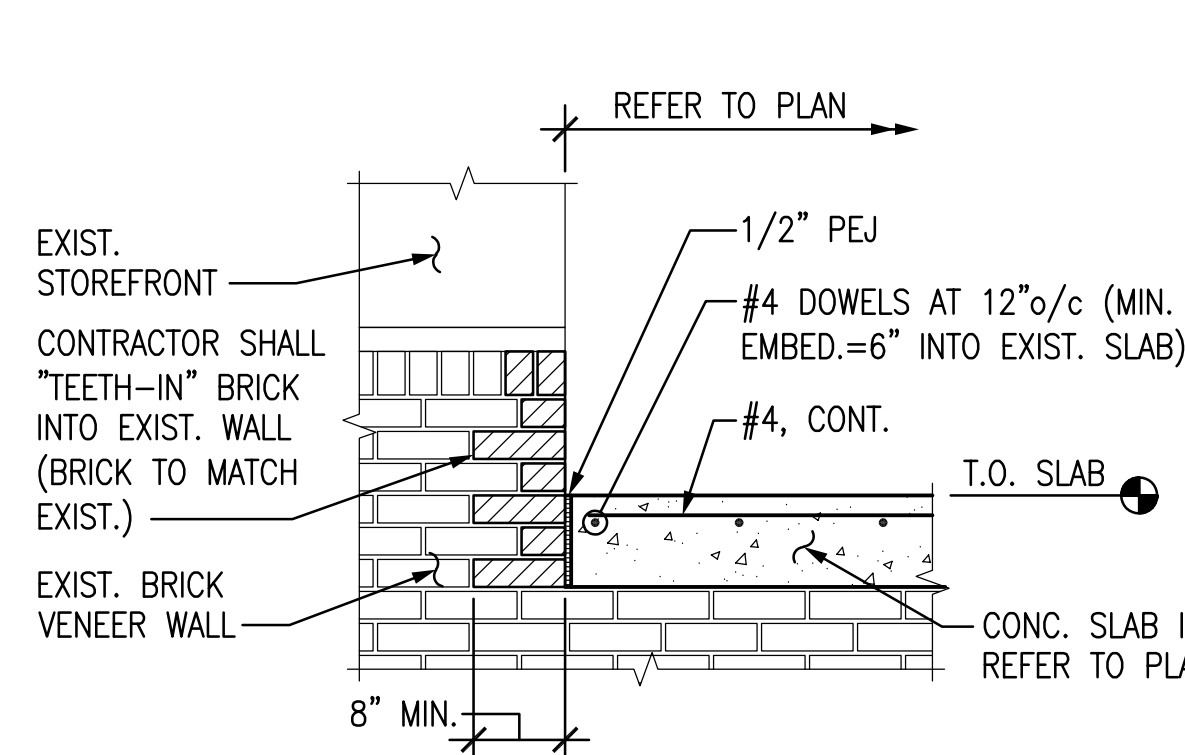 REFER TO PLAN
1/2" PEJ
EXIST.
STOREFRONT
#4 DOWELS AT 12"o/c (MIN.
EMBED.=6" INTO EXIST. SLAB)
CONTRACTOR SHALL
"TEETH-IN" BRICK
INTO EXIST. WALL
(BRICK TO MATCH
EXIST.)
#4, CONT.
T.O. SLAB
EXIST. BRICK
VENEER WALL
CONC. SLAB
REFER TO
8" MIN.